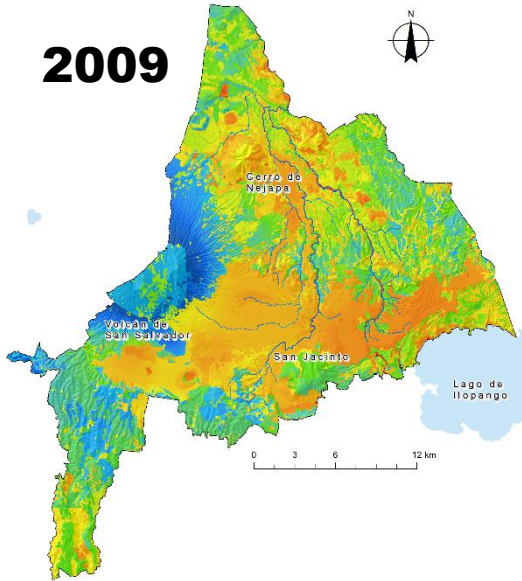 2009
N
Cerro de
Nejapa
Volcán de
San Salvador
San Jacinto
Lago de
Ilopango
0 3 6 12 km